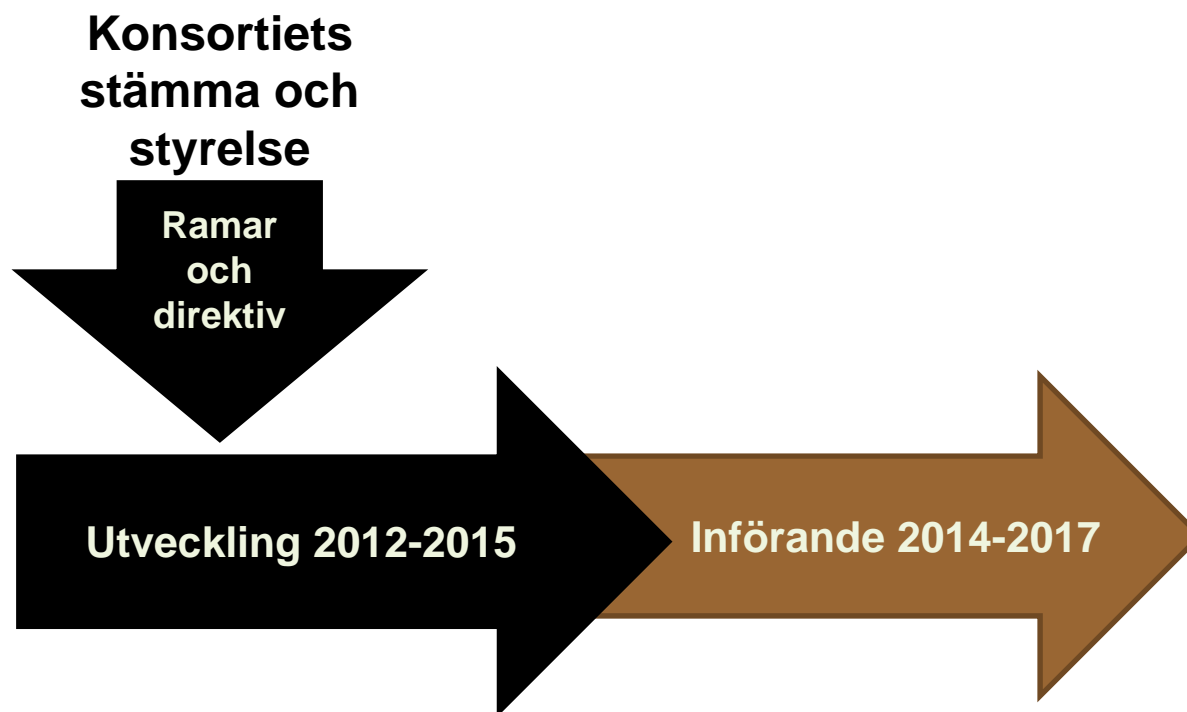 Konsortiets
stämma och
styrelse
Ramar
och
direktiv
Utveckling 2012-2015
Införande 2014-2017